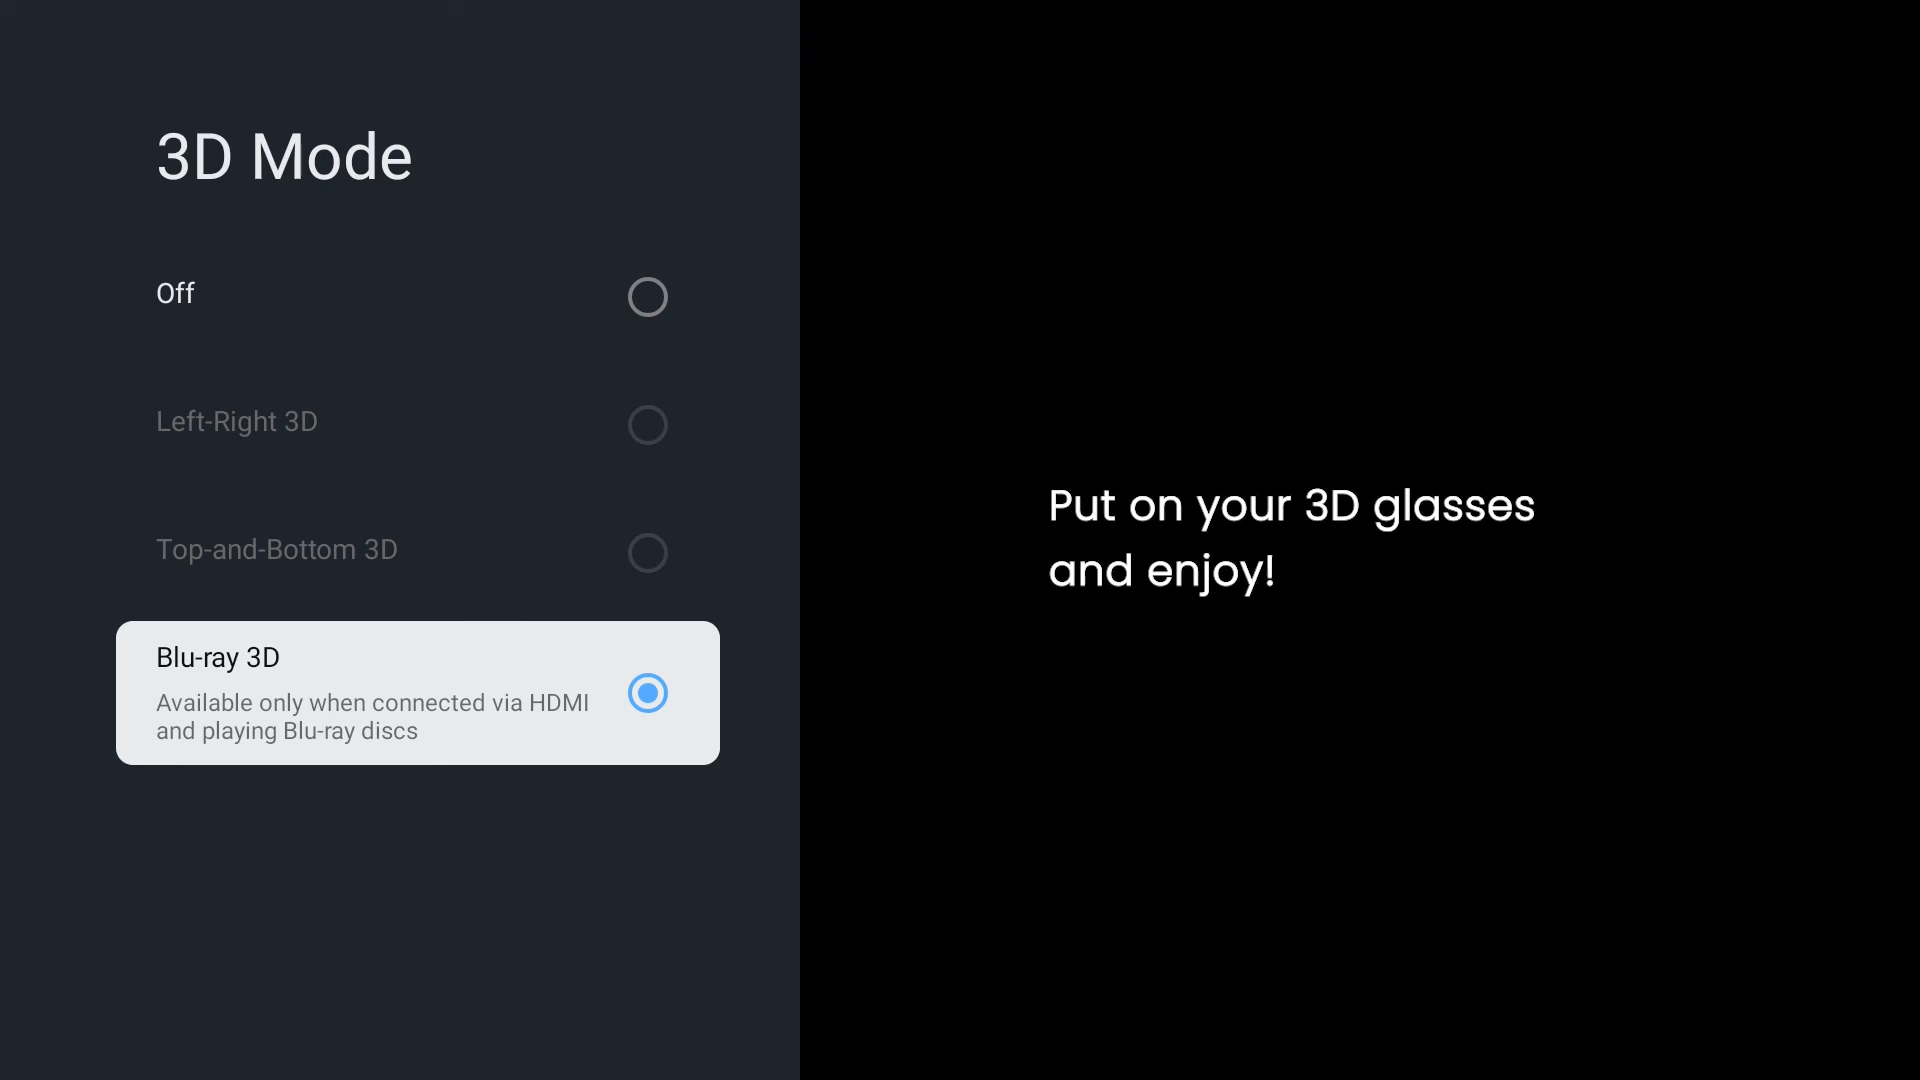 3D Mode
Off
Left-Right 3D
Top-and-Bottom 3D
Blu-ray 3D
Available only when connected via HDMI
and playing Blu-ray discs
Put on your 3D glasses
and enjoy!